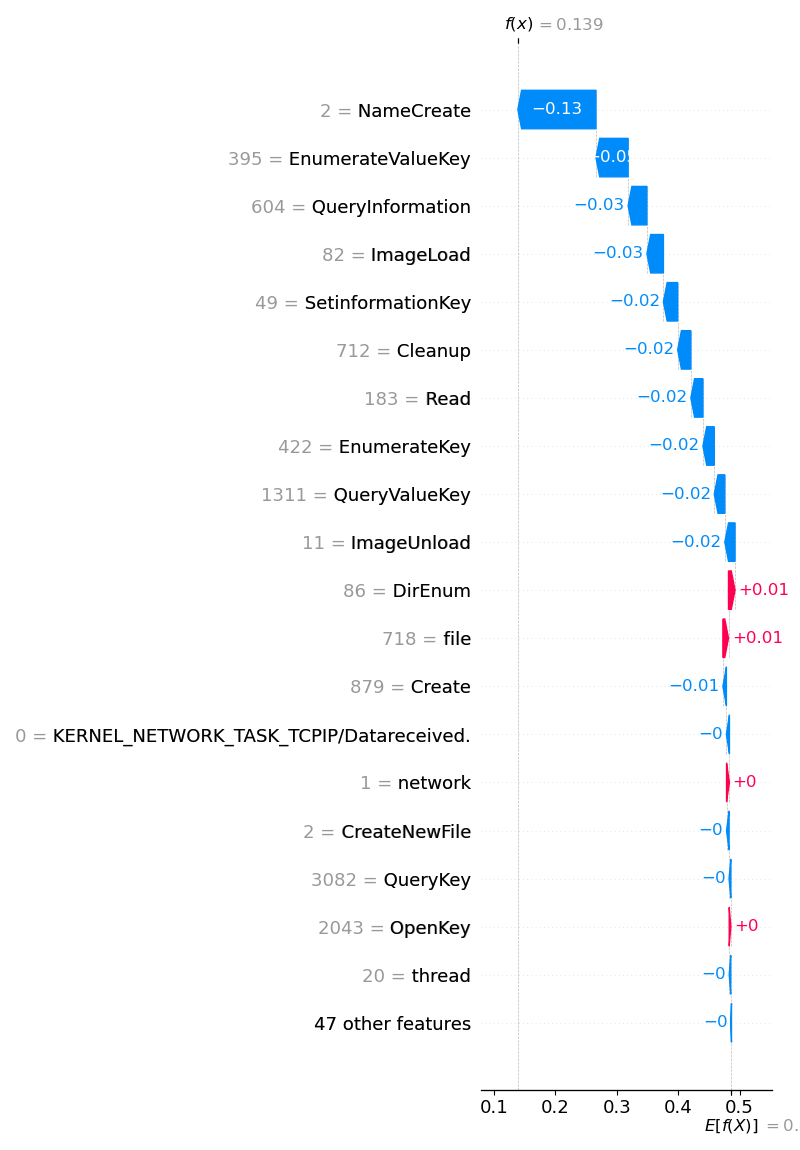 f(x) = 0.139
2 = NameCreate
−0.13
395 = EnumerateValueKey
−0.05
604 = QueryInformation
−0.03
82 = ImageLoad
−0.03
49 = SetinformationKey
−0.02
712 = Cleanup
−0.02
183 = Read
−0.02
422 = EnumerateKey
−0.02
1311 = QueryValueKey
−0.02
11 = ImageUnload
−0.02
86 = DirEnum
+0.01
718 = file
+0.01
879 = Create
−0.01
0 = KERNEL_NETWORK_TASK_TCPIP/Datareceived.
−0
1 = network
+0
2 = CreateNewFile
−0
3082 = QueryKey
−0
2043 = OpenKey
+0
20 = thread
−0
47 other features
−0
0.1 0.2 0.3 0.4 0.5
E[f(X)] = 0.